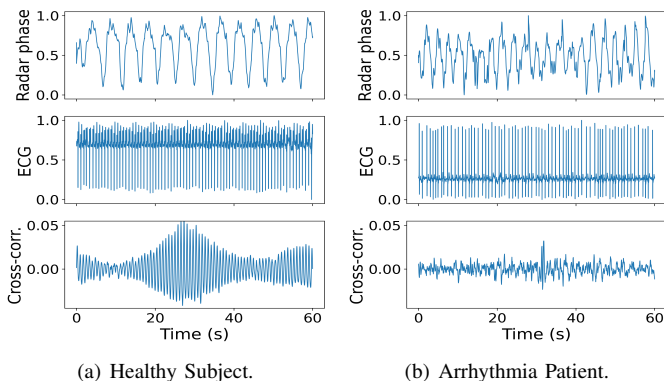 Radar phase
1.0
0.5
0.0
ECG
1.0
0.5
0.0
Cross-corr.
0.05
0.00
0 20 40 60
Time (s)
(a) Healthy Subject.
Radar phase
1.0
0.5
0.0
ECG
1.0
0.5
0.0
Cross-corr.
0.05
0.00
0 20 40 60
Time (s)
(b) Arrhythmia Patient.